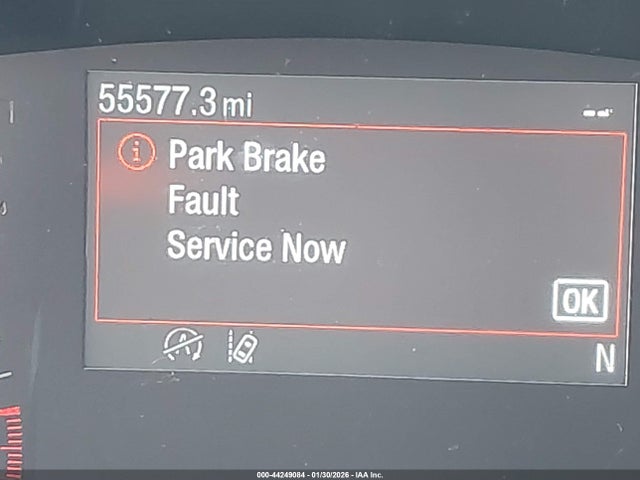 55577.3 mi
i
Park Brake
Fault
Service Now
OK
A
N
000-44249084 - 01/30/2026 - IAA Inc.